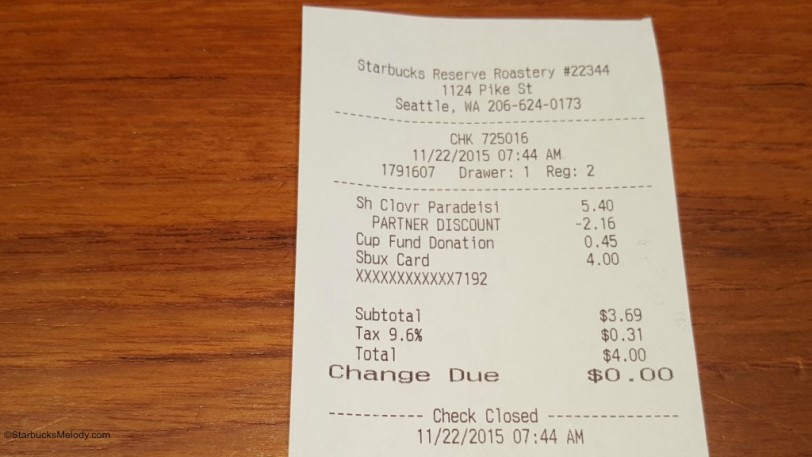 Starbucks Reserve Roastery #22344
1124 Pike St
Seattle, WA 206-624-0173
CHK 725016
11/22/2015 07:44 AM
1791607 Drawer: 1 Reg: 2
Sh Clovr Paradeisi 5.40
PARTNER DISCOUNT -2.16
Cup Fund Donation 0.45
Sbux Card 4.00
XXXXXXXXXXXX7192
Subtotal $3.69
Tax 9.6% $0.31
Total $4.00
Change Due $0.00
------------ Check Closed ------------
11/22/2015 07:44 AM
©StarbucksMelody.com